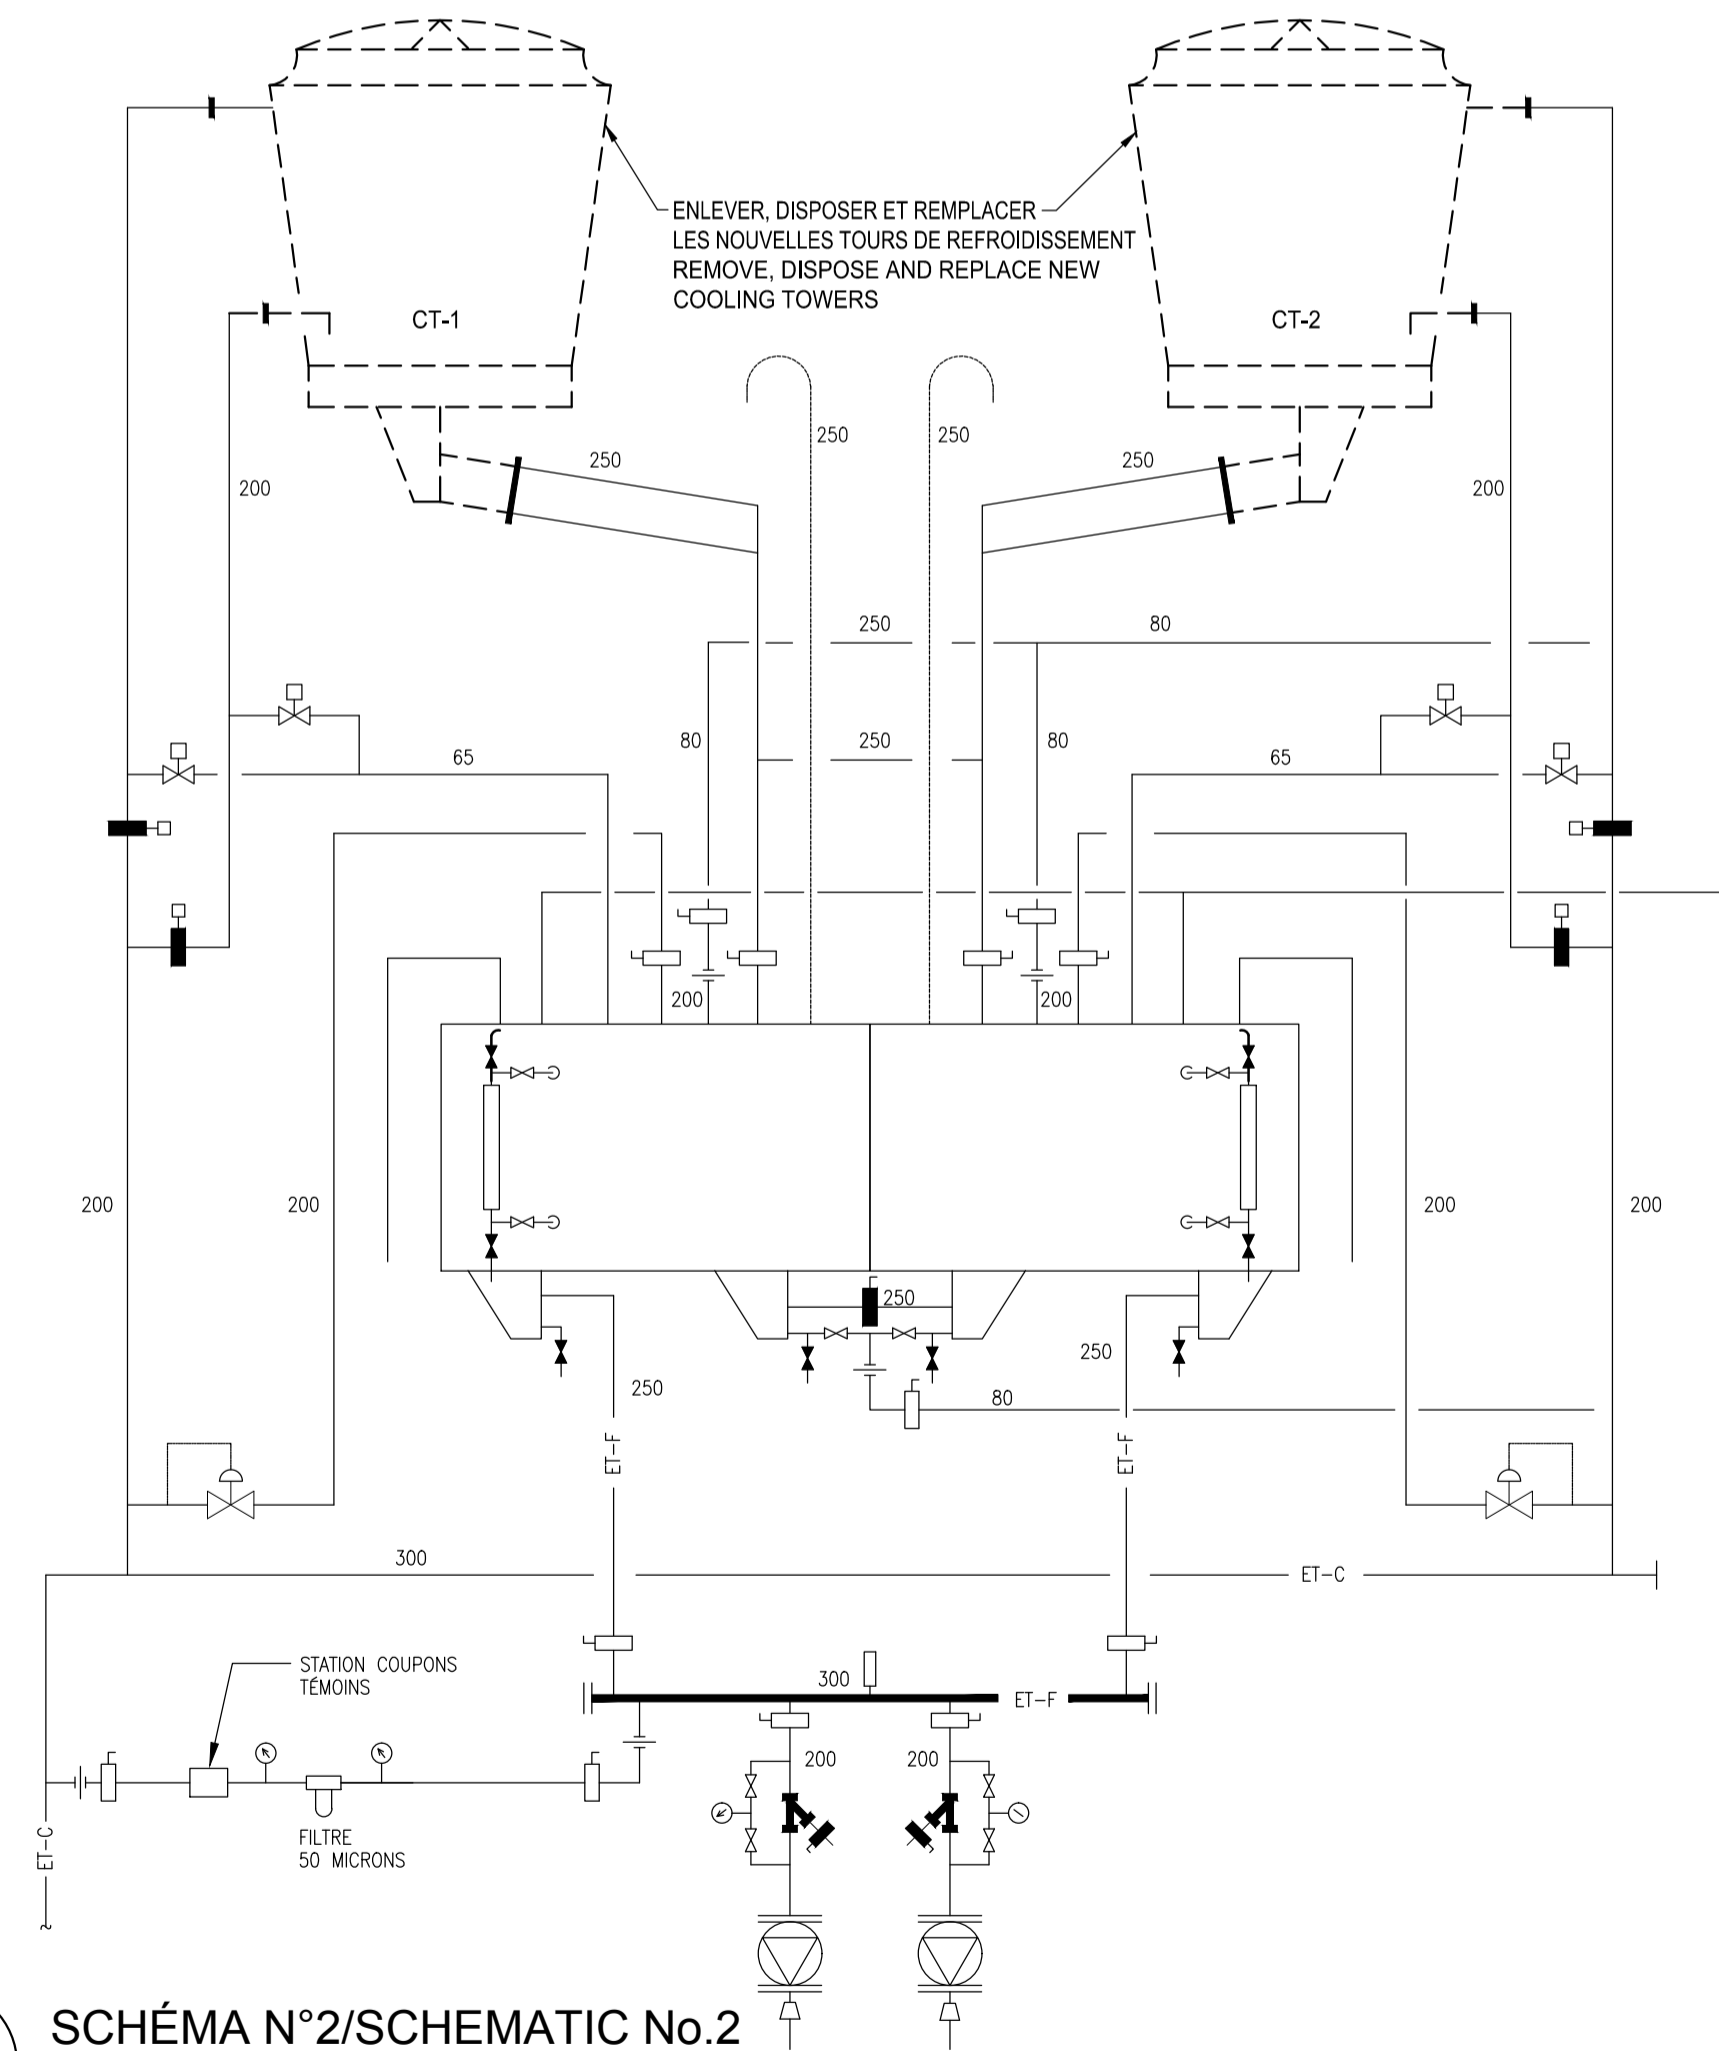 ENLEVER, DISPOSER ET REMPLACER
LES NOUVELLES TOURS DE REFROIDISSEMENT
REMOVE, DISPOSE AND REPLACE NEW
COOLING TOWERS
CT-1
CT-2
250
250
250
250
200
200
250
80
80
250
80
65
65
200
200
200
200
200
200
250
250
250
80
ET-F
ET-F
300
ET-C
STATION COUPONS
TÉMOINS
300
ET-F
200
200
FILTRE
50 MICRONS
ET-C
SCHÉMA N°2/SCHEMATIC No.2